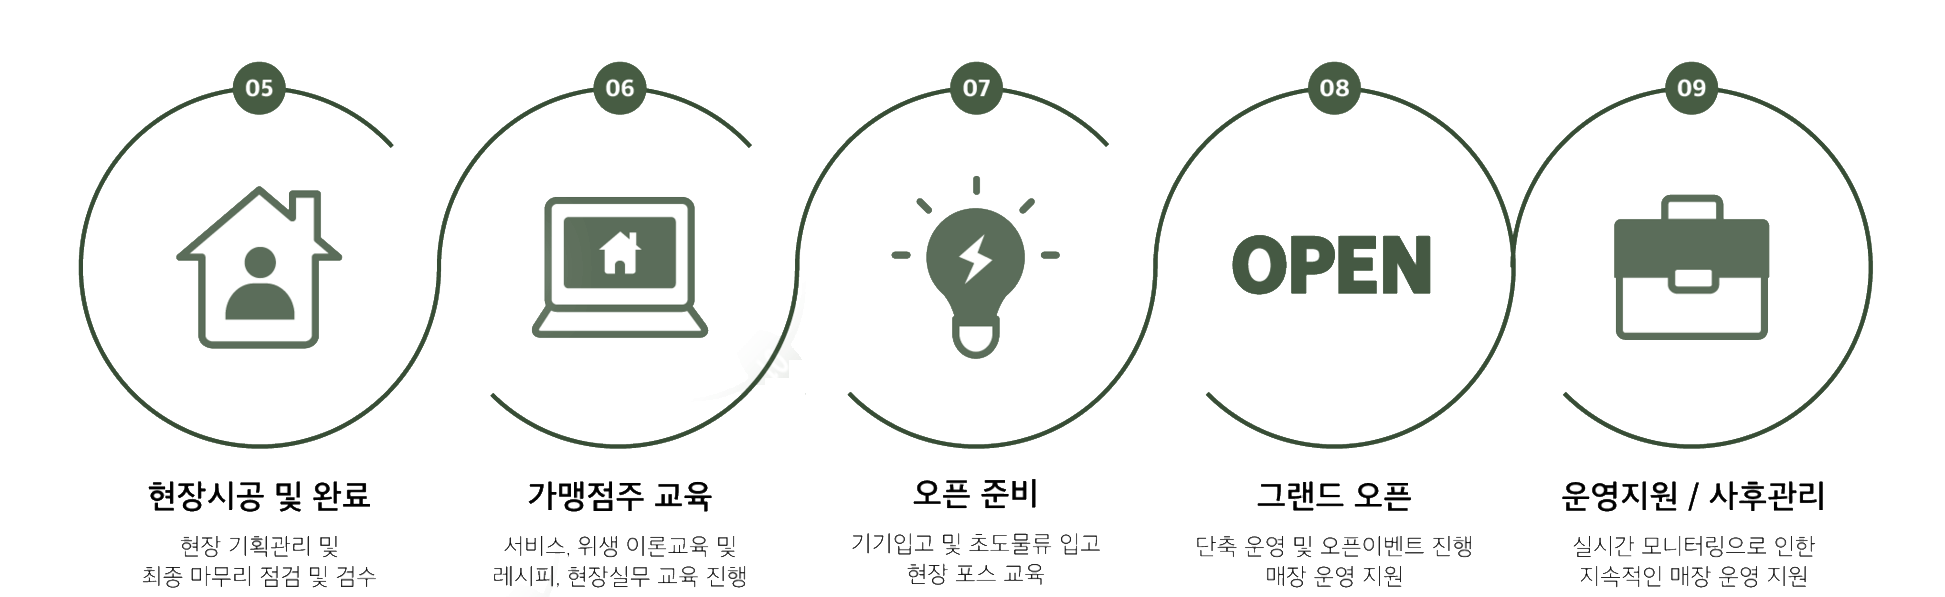 05
현장시공 및 완료
현장 기획관리 및
최종 마무리 점검 및 검수
06
가맹점주 교육
서비스, 위생 이론교육 및
레시피, 현장실무 교육 진행
07
오픈 준비
기기입고 및 초도물류 입고
현장 포스 교육
08
OPEN
그랜드 오픈
단축 운영 및 오픈이벤트 진행
매장 운영 지원
09
운영지원 / 사후관리
실시간 모니터링으로 인한
지속적인 매장 운영 지원